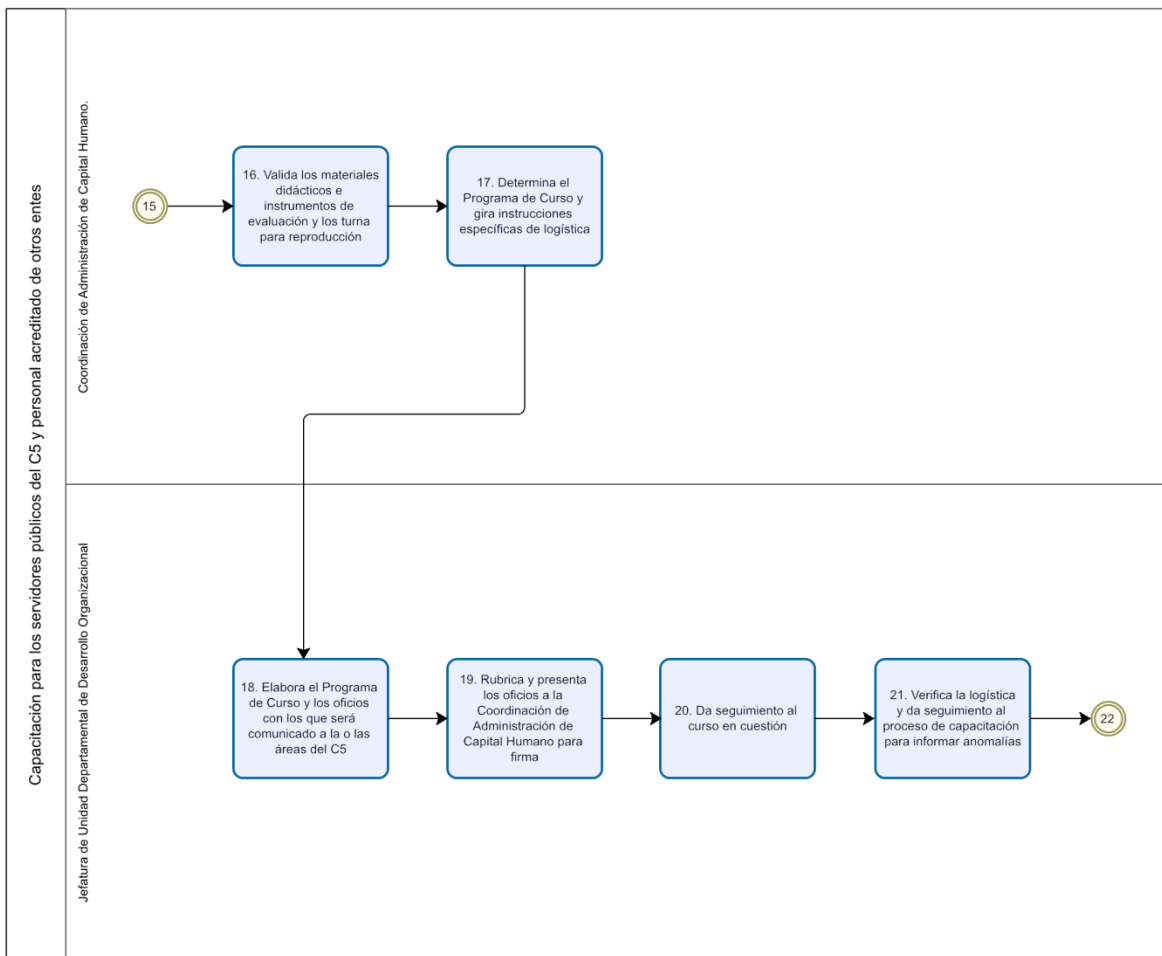 Capacitación para los servidores públicos del C5 y personal acreditado de otros entes
Coordinación de Administración de Capital Humano.
15
16. Valida los materiales
didácticos e
instrumentos de
evaluación y los turna
para reproducción
17. Determina el
Programa de Curso y
gira instrucciones
específicas de logística
Jefatura de Unidad Departamental de Desarrollo Organizacional
18. Elabora el Programa
de Curso y los oficios
con los que será
comunicado a la o las
áreas del C5
19. Rubrica y presenta
los oficios a la
Coordinación de
Administración de
Capital Humano para
firma
20. Da seguimiento al
curso en cuestión
21. Verifica la logística
y da seguimiento al
proceso de capacitación
para informar anomalías
22